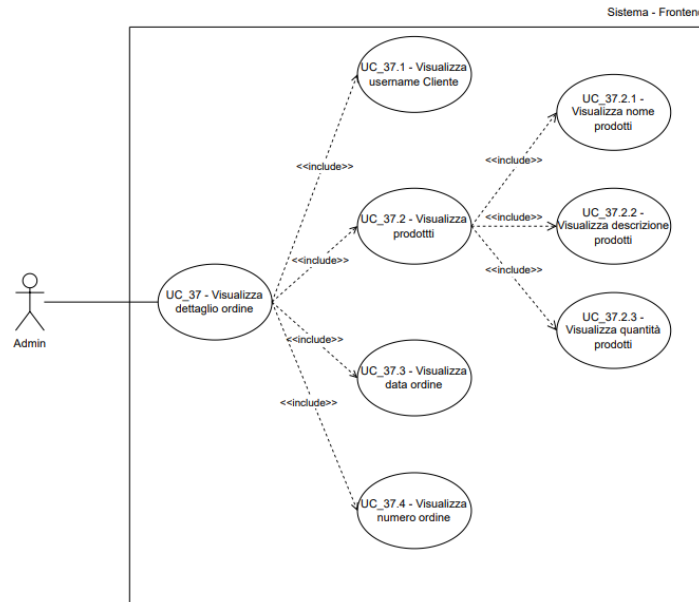 Sistema - Frontend
UC_37.1 - Visualizza
username Cliente
UC_37.2.1 -
Visualizza nome
prodotti
<<include>>
<<include>>
UC_37.2 - Visualizza
prodottti
<<include>>
UC_37.2.2 -
Visualizza descrizione
prodotti
<<include>>
<<include>>
UC_37 - Visualizza
dettaglio ordine
Admin
UC_37.2.3 -
Visualizza quantità
prodotti
<<include>>
UC_37.3 - Visualizza
data ordine
<<include>>
UC_37.4 - Visualizza
numero ordine